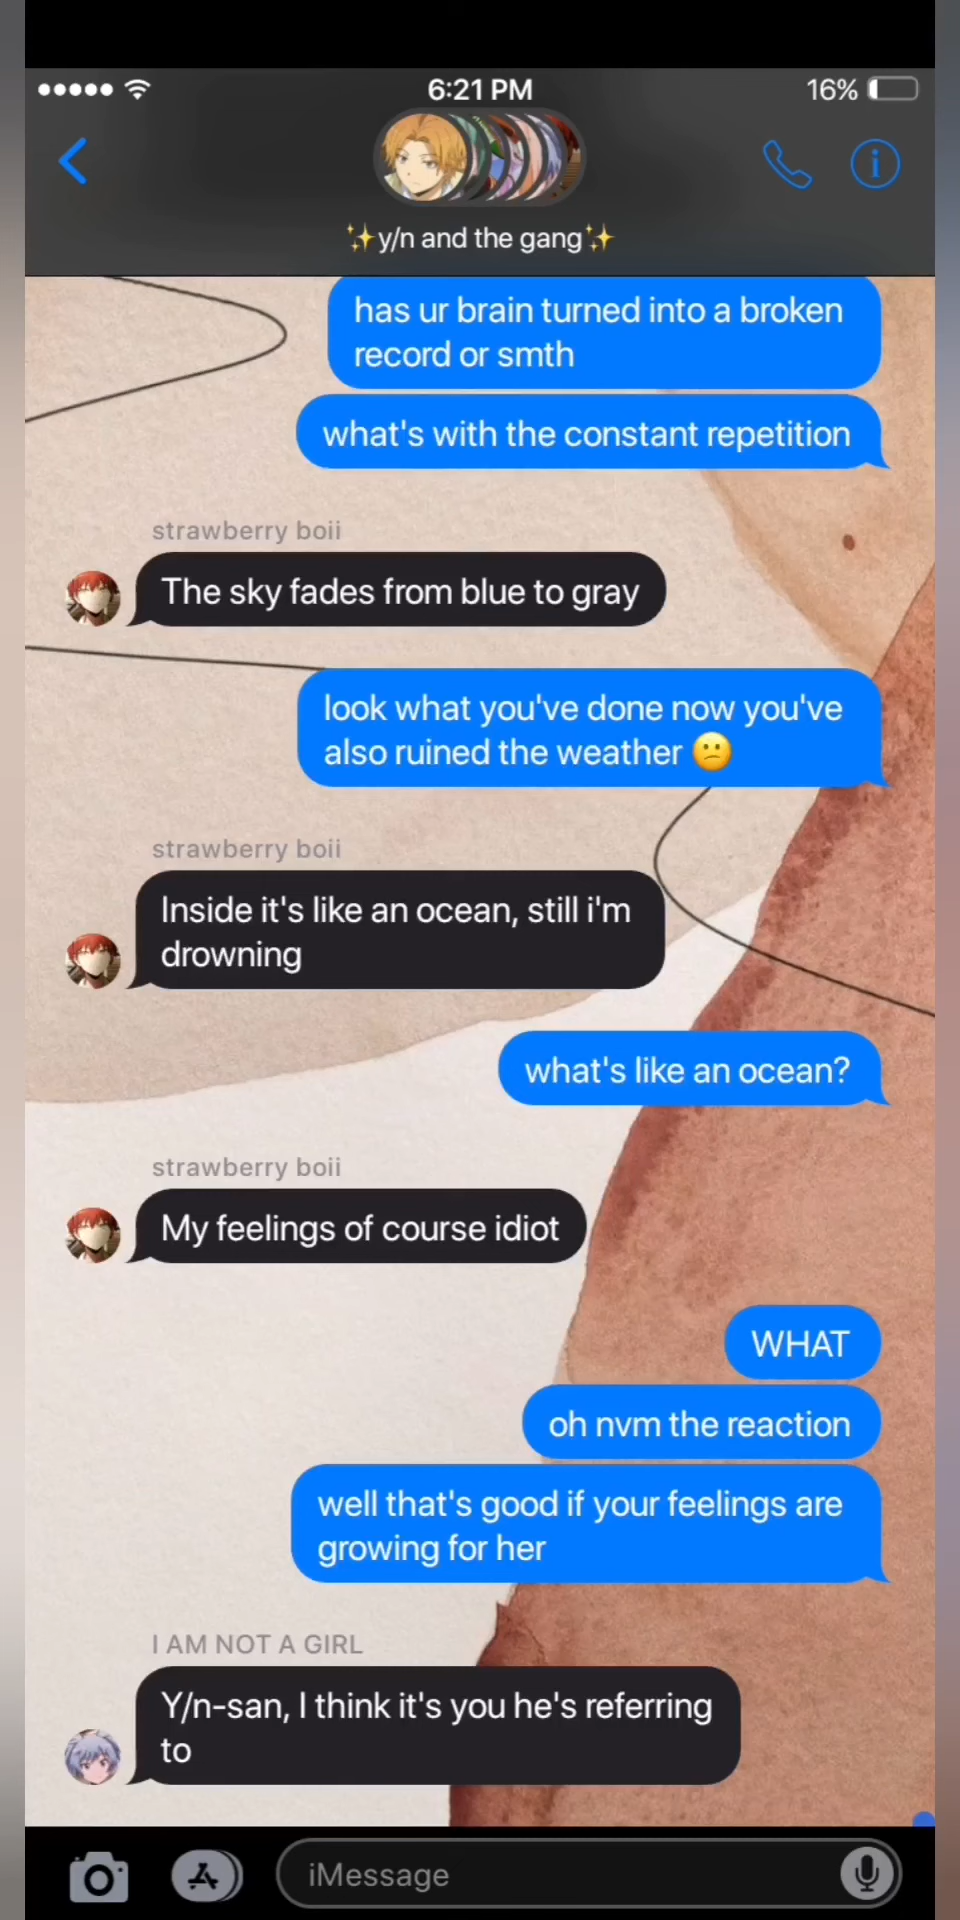 6:21 PM
16%
✨y/n and the gang✨
has ur brain turned into a broken
record or smth
what's with the constant repetition
strawberry boii
The sky fades from blue to gray
look what you've done now you've
also ruined the weather 😕
strawberry boii
Inside it's like an ocean, still i'm
drowning
what's like an ocean?
strawberry boii
My feelings of course idiot
WHAT
oh nvm the reaction
well that's good if your feelings are
growing for her
I AM NOT A GIRL
Y/n-san, I think it's you he's referring
to
iMessage